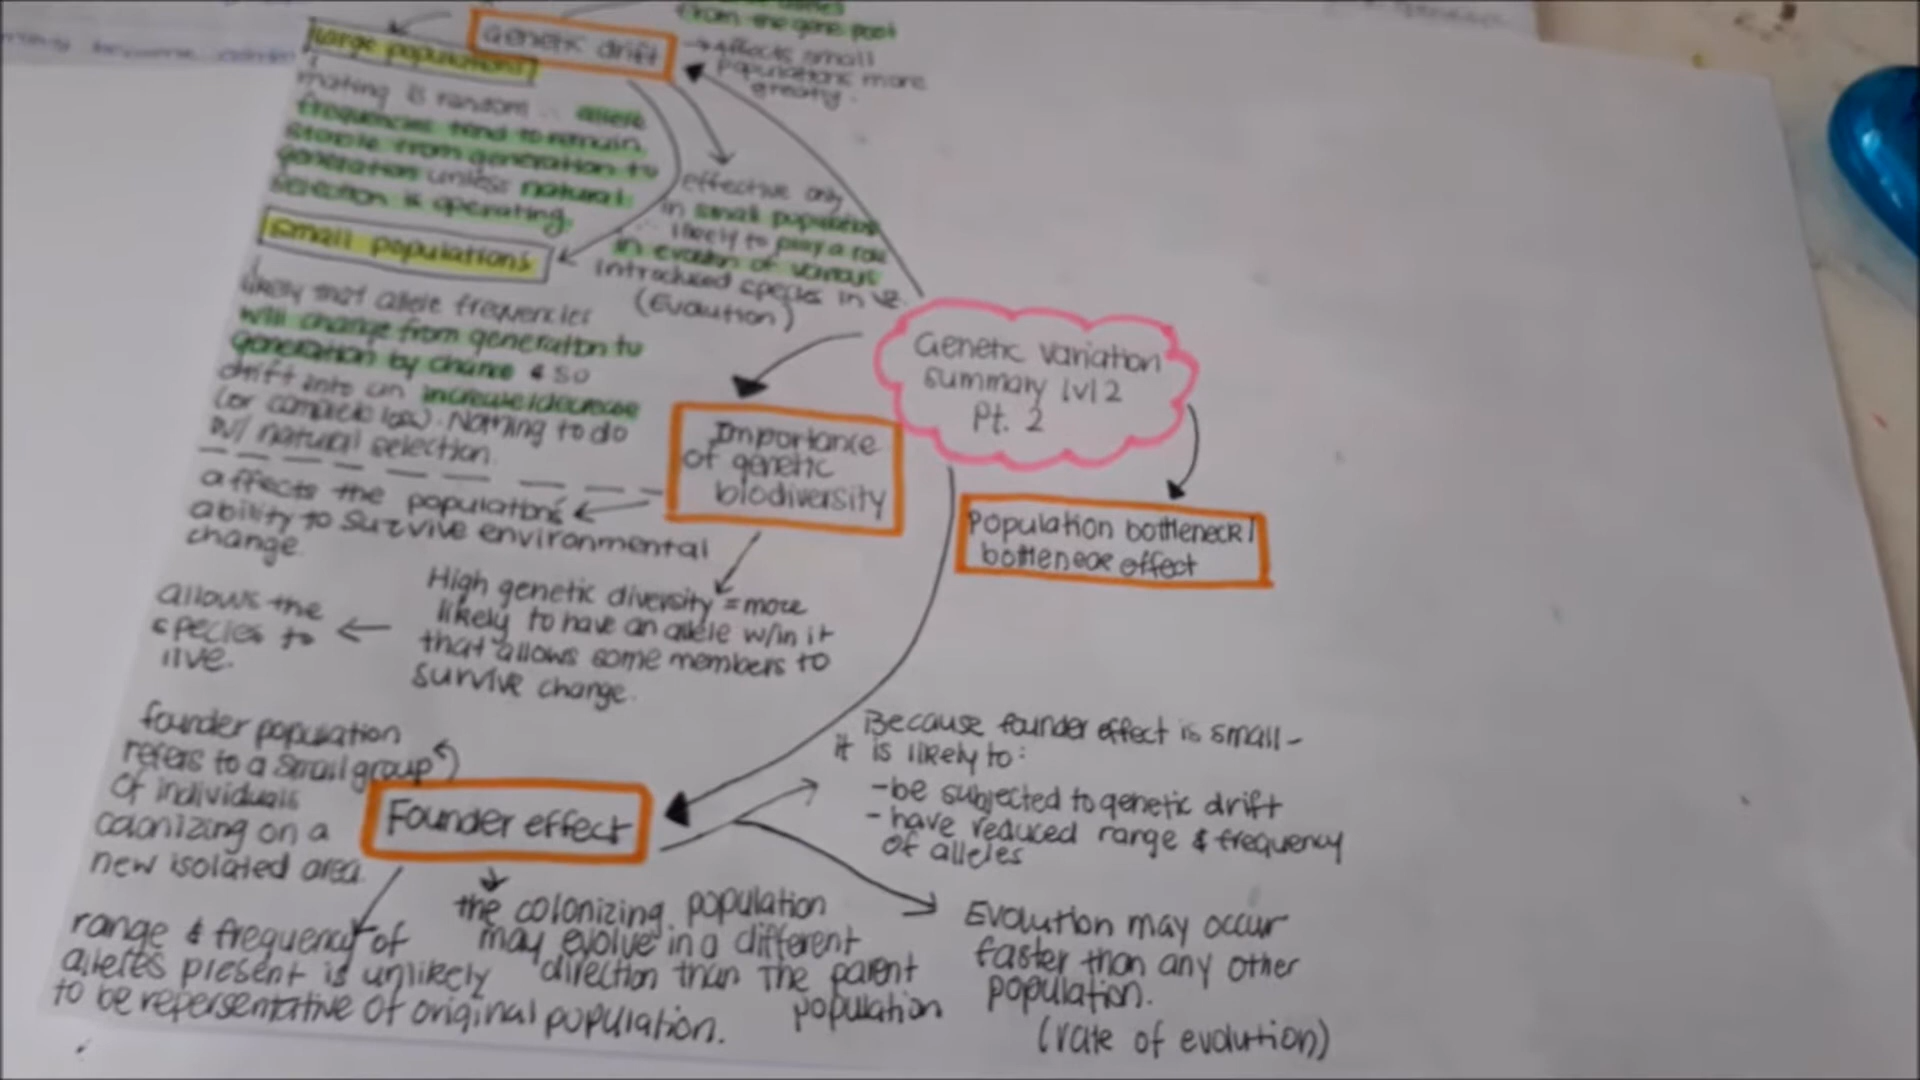 from the gene pool
Genetic drift
→ affects small
populations more
greatly.
large populations
mating is random ∴ allele
frequencies tend to remain
stable from generation to
generation unless natural
selection is operating.
effective only
in small populations
likely to play a role
in evolution of various
introduced species in NZ.
(Evolution)
small populations
likely that allele frequencies
will change from generation to
generation by chance & so
drift into an increase/decrease
(or complete loss). Nothing to do
w/ natural selection.
Genetic variation
summary lvl 2
Pt. 2
Importance
of genetic
biodiversity
Population bottleneck/
bottleneck effect
affects the populations
ability to survive environmental
change.
High genetic diversity = more
likely to have an allele w/in it
that allows some members to
survive change.
allows the
species to
live.
founder population
refers to a small group
of individuals
colonizing on a
new isolated area.
Founder effect
Because founder effect is small -
it is likely to:
- be subjected to genetic drift
- have reduced range & frequency
of alleles
range & frequency of
alleles present is unlikely
to be repersentative of original population.
the colonizing population
may evolve in a different
direction than the parent
population
Evolution may occur
faster than any other
population.
(rate of evolution)